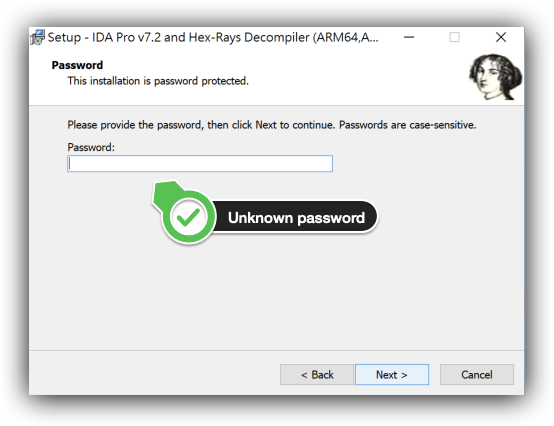 Setup - IDA Pro v7.2 and Hex-Rays Decompiler (ARM64,A...
Password
This installation is password protected.
Please provide the password, then click Next to continue. Passwords are case-sensitive.
Password:
Unknown password
< Back
Next >
Cancel